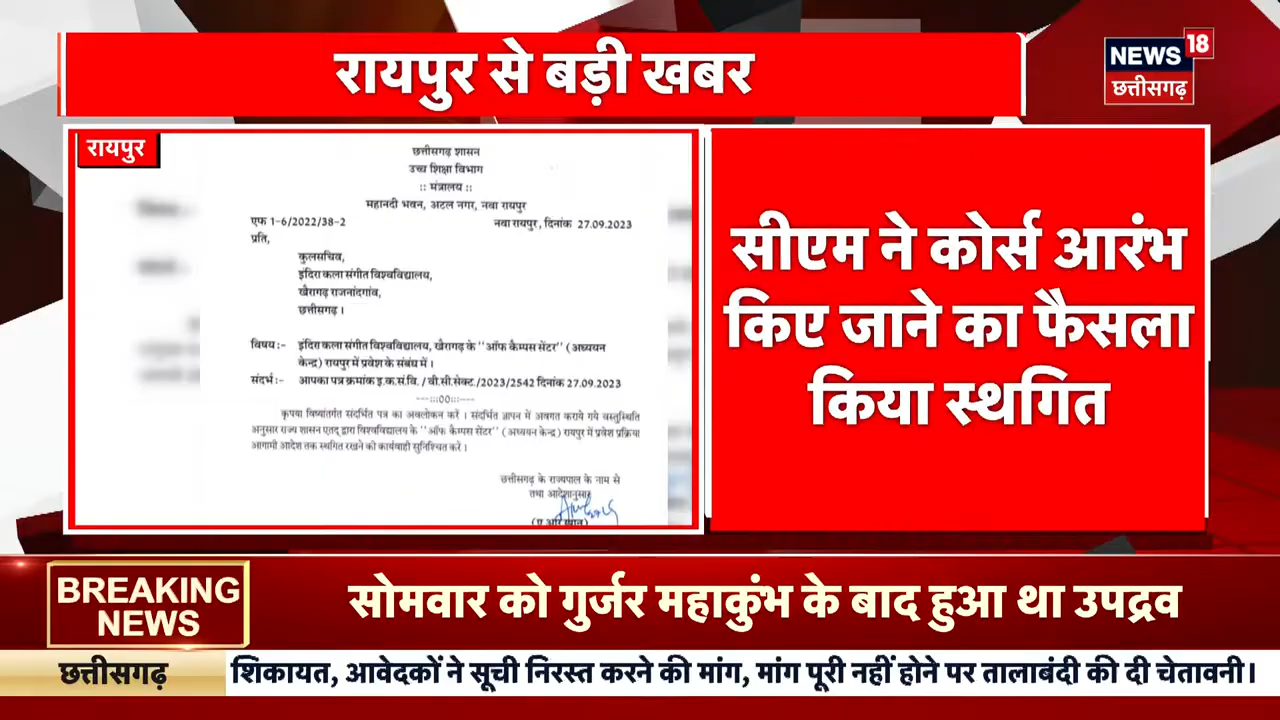 रायपुर से बड़ी खबर
NEWS 18
छत्तीसगढ़
रायपुर
छत्तीसगढ़ शासन
उच्च शिक्षा विभाग
:: मंत्रालय ::
महानदी भवन, अटल नगर, नवा रायपुर
एफ 1-6/2022/38-2 नवा रायपुर, दिनांक 27.09.2023
प्रति,
कुलसचिव,
इंदिरा कला संगीत विश्वविद्यालय,
खैरागढ़ राजनांदगांव,
छत्तीसगढ़ ।
विषय:- इंदिरा कला संगीत विश्वविद्यालय, खैरागढ़ के "ऑफ कैम्पस सेंटर" (अध्ययन
केन्द्र) रायपुर में प्रवेश के संबंध में ।
संदर्भ:- आपका पत्र क्रमांक इ.क.सं.वि. / वी.सी.सेक्ट./2023/2542 दिनांक 27.09.2023
---:::00:::---
कृपया विषयांतर्गत संदर्भित पत्र का अवलोकन करें । संदर्भित ज्ञापन में अवगत कराये गये वस्तुस्थिति
अनुसार राज्य शासन एतद् द्वारा विश्वविद्यालय के "ऑफ कैम्पस सेंटर" (अध्ययन केन्द्र) रायपुर में प्रवेश प्रक्रिया
आगामी आदेश तक स्थगित रखने की कार्यवाही सुनिश्चित करें ।
छत्तीसगढ़ के राज्यपाल के नाम से
तथा आदेशानुसार
सीएम ने कोर्स आरंभ
किए जाने का फैसला
किया स्थगित
BREAKING
NEWS
सोमवार को गुर्जर महाकुंभ के बाद हुआ था उपद्रव
छत्तीसगढ़
शिकायत, आवेदकों ने सूची निरस्त करने की मांग, मांग पूरी नहीं होने पर तालाबंदी की दी चेतावनी।